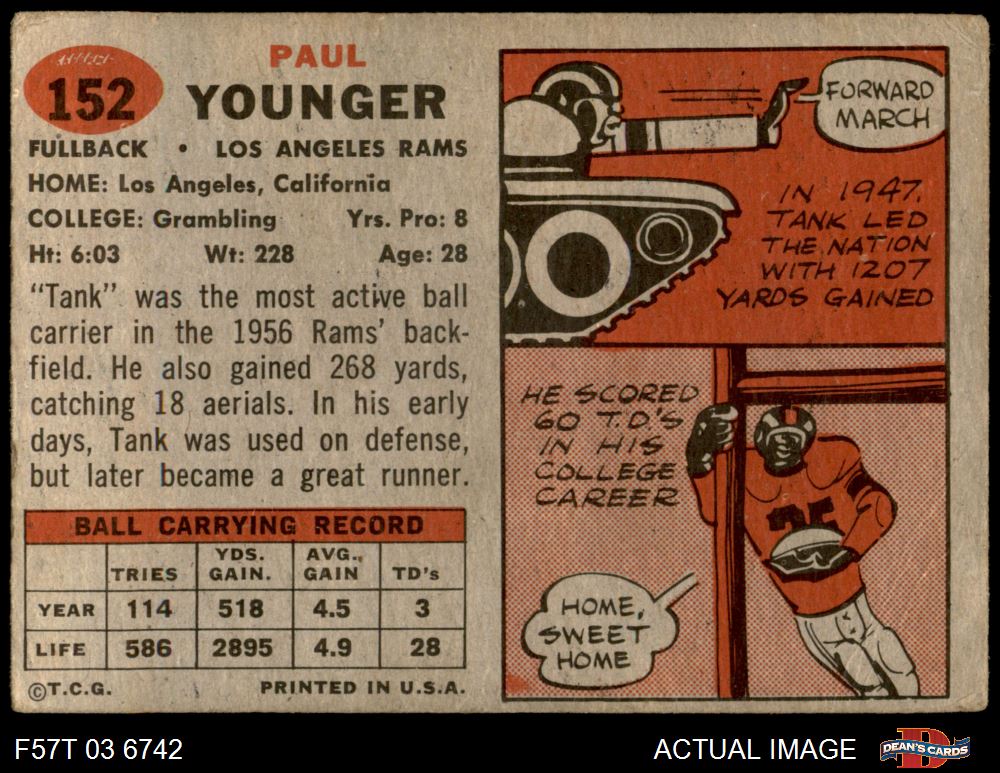 152
PAUL
YOUNGER
FULLBACK • LOS ANGELES RAMS
HOME: Los Angeles, California
COLLEGE: Grambling Yrs. Pro: 8
Ht: 6:03 Wt: 228 Age: 28
"Tank" was the most active ball
carrier in the 1956 Rams' back-
field. He also gained 268 yards,
catching 18 aerials. In his early
days, Tank was used on defense,
but later became a great runner.
BALL CARRYING RECORD
TRIES YDS. GAIN. AVG. GAIN TD's
YEAR 114 518 4.5 3
LIFE 586 2895 4.9 28
©T.C.G. PRINTED IN U.S.A.
FORWARD
MARCH
IN 1947,
TANK LED
THE NATION
WITH 1207
YARDS GAINED
HE SCORED
60 T.D'S
IN HIS
COLLEGE
CAREER
35
HOME,
SWEET
HOME
F57T 03 6742 ACTUAL IMAGE DEAN'S CARDS